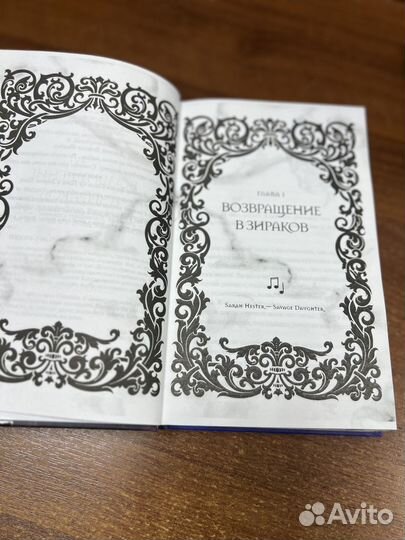 ГЛАВА 1
ВОЗВРАЩЕНИЕ
В ЗИРАКОВ
SARAH HESTER — SAVAGE DAUGHTER
Avito